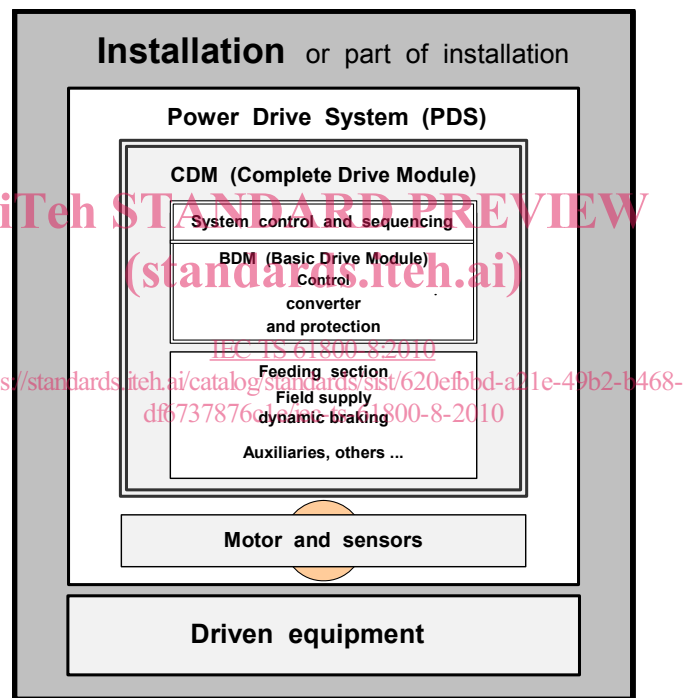 Installation or part of installation
Power Drive System (PDS)
CDM (Complete Drive Module)
iTeh STANDARD PREVIEW
System control and sequencing
BDM (Basic Drive Module)
(standards.iteh.ai)
Control
converter
and protection
IEC TS 61800-8:2010
Feeding section
s://standards.iteh.ai/catalog/standards/sist/620efbbd-a21e-49b2-b468-
Field supply
dynamic braking
Auxiliaries, others ...
Motor and sensors
Driven equipment